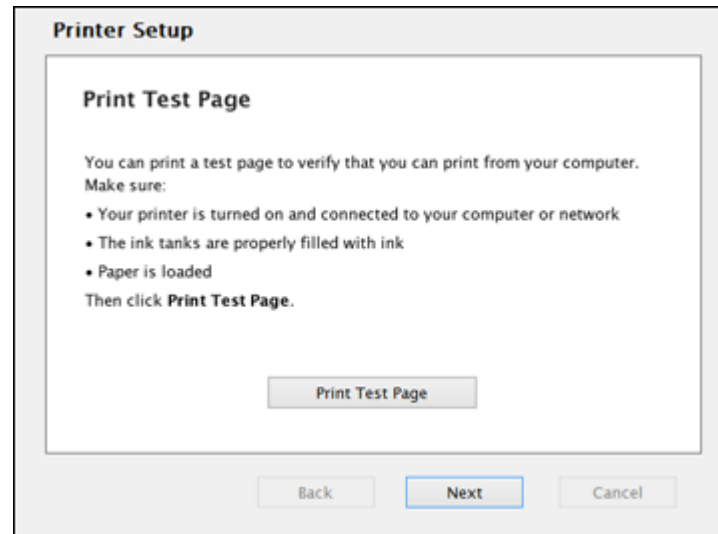 Printer Setup
Print Test Page
You can print a test page to verify that you can print from your computer.
Make sure:
• Your printer is turned on and connected to your computer or network
• The ink tanks are properly filled with ink
• Paper is loaded
Then click Print Test Page.
Print Test Page
Back Next Cancel